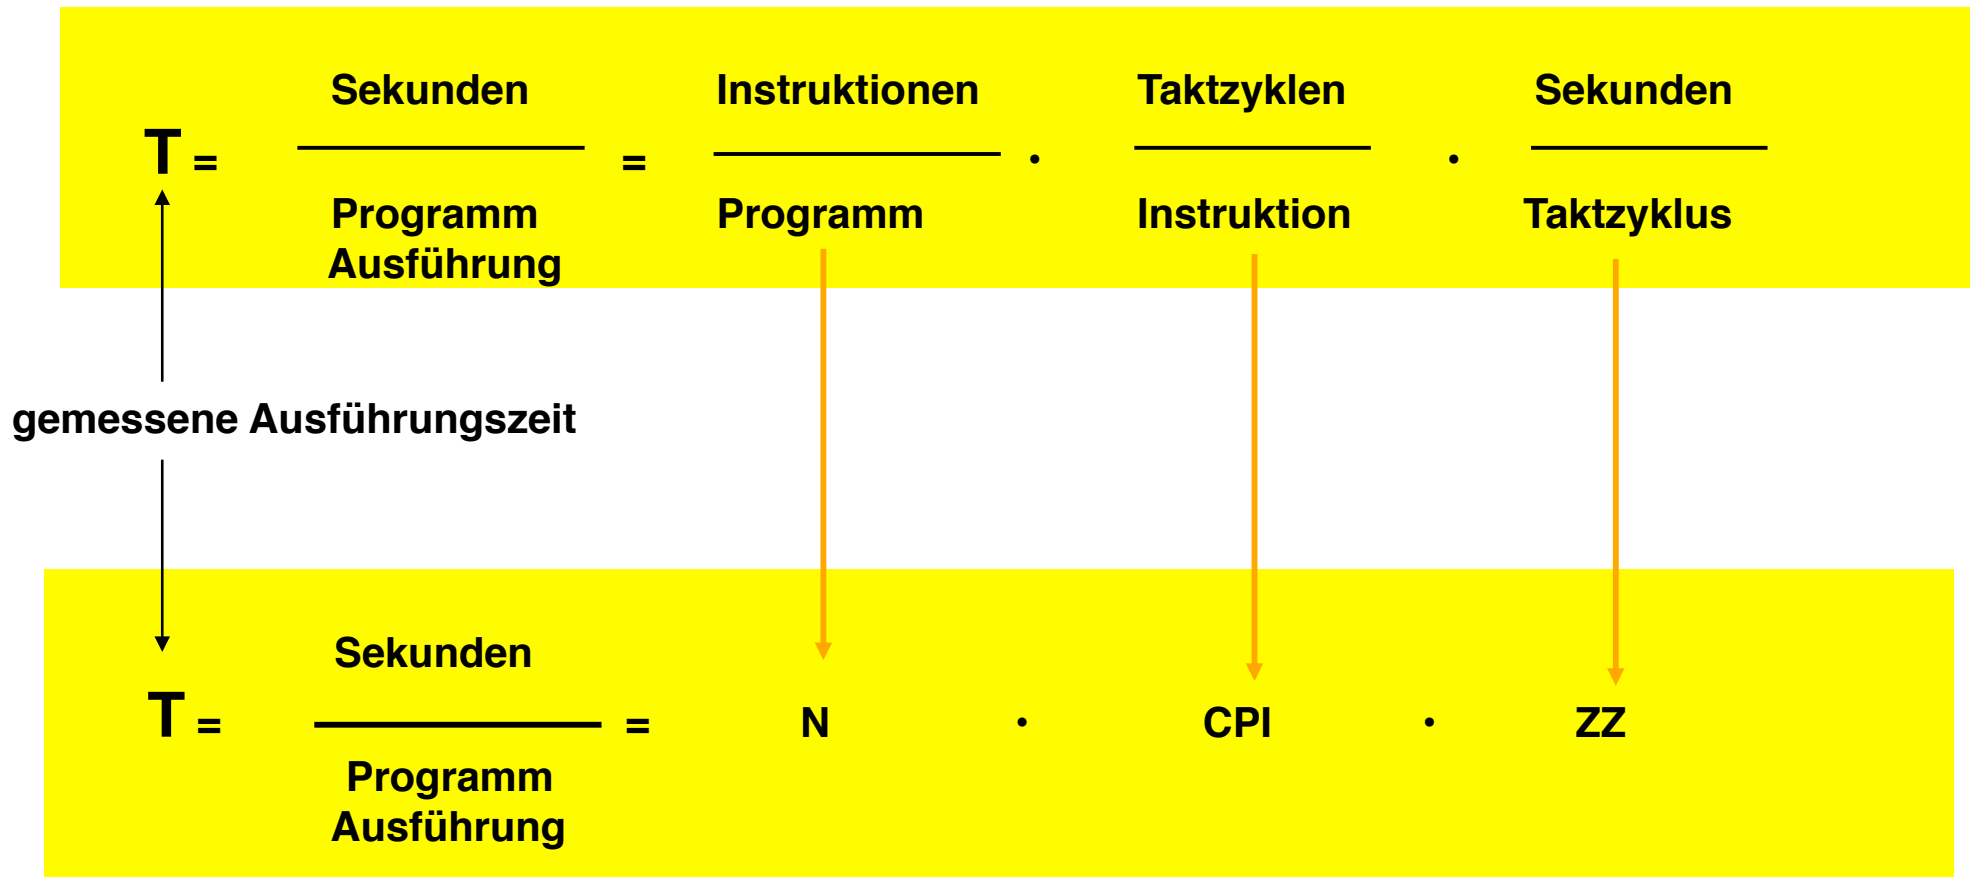 Sekunden Instruktionen Taktzyklen Sekunden
T = = · ·
Programm Programm Instruktion Taktzyklus
Ausführung
gemessene Ausführungszeit
Sekunden
T = = N · CPI · ZZ
Programm
Ausführung